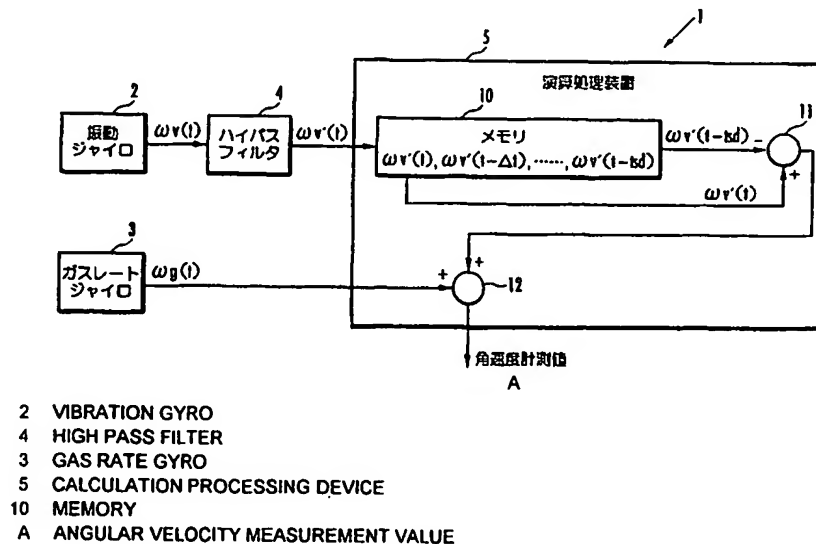 1
5
演算処理装置
2
振動
ジャイロ
ωv(t)
4
ハイパス
フィルタ
ωv'(t)
10
メモリ
ωv'(t), ωv'(t-Δt), ……, ωv'(t-tsd)
ωv'(t-tsd)
-
11
+
ωv'(t)
3
ガスレート
ジャイロ
ωg(t)
+
+
12
角速度計測値
A
2 VIBRATION GYRO
4 HIGH PASS FILTER
3 GAS RATE GYRO
5 CALCULATION PROCESSING DEVICE
10 MEMORY
A ANGULAR VELOCITY MEASUREMENT VALUE